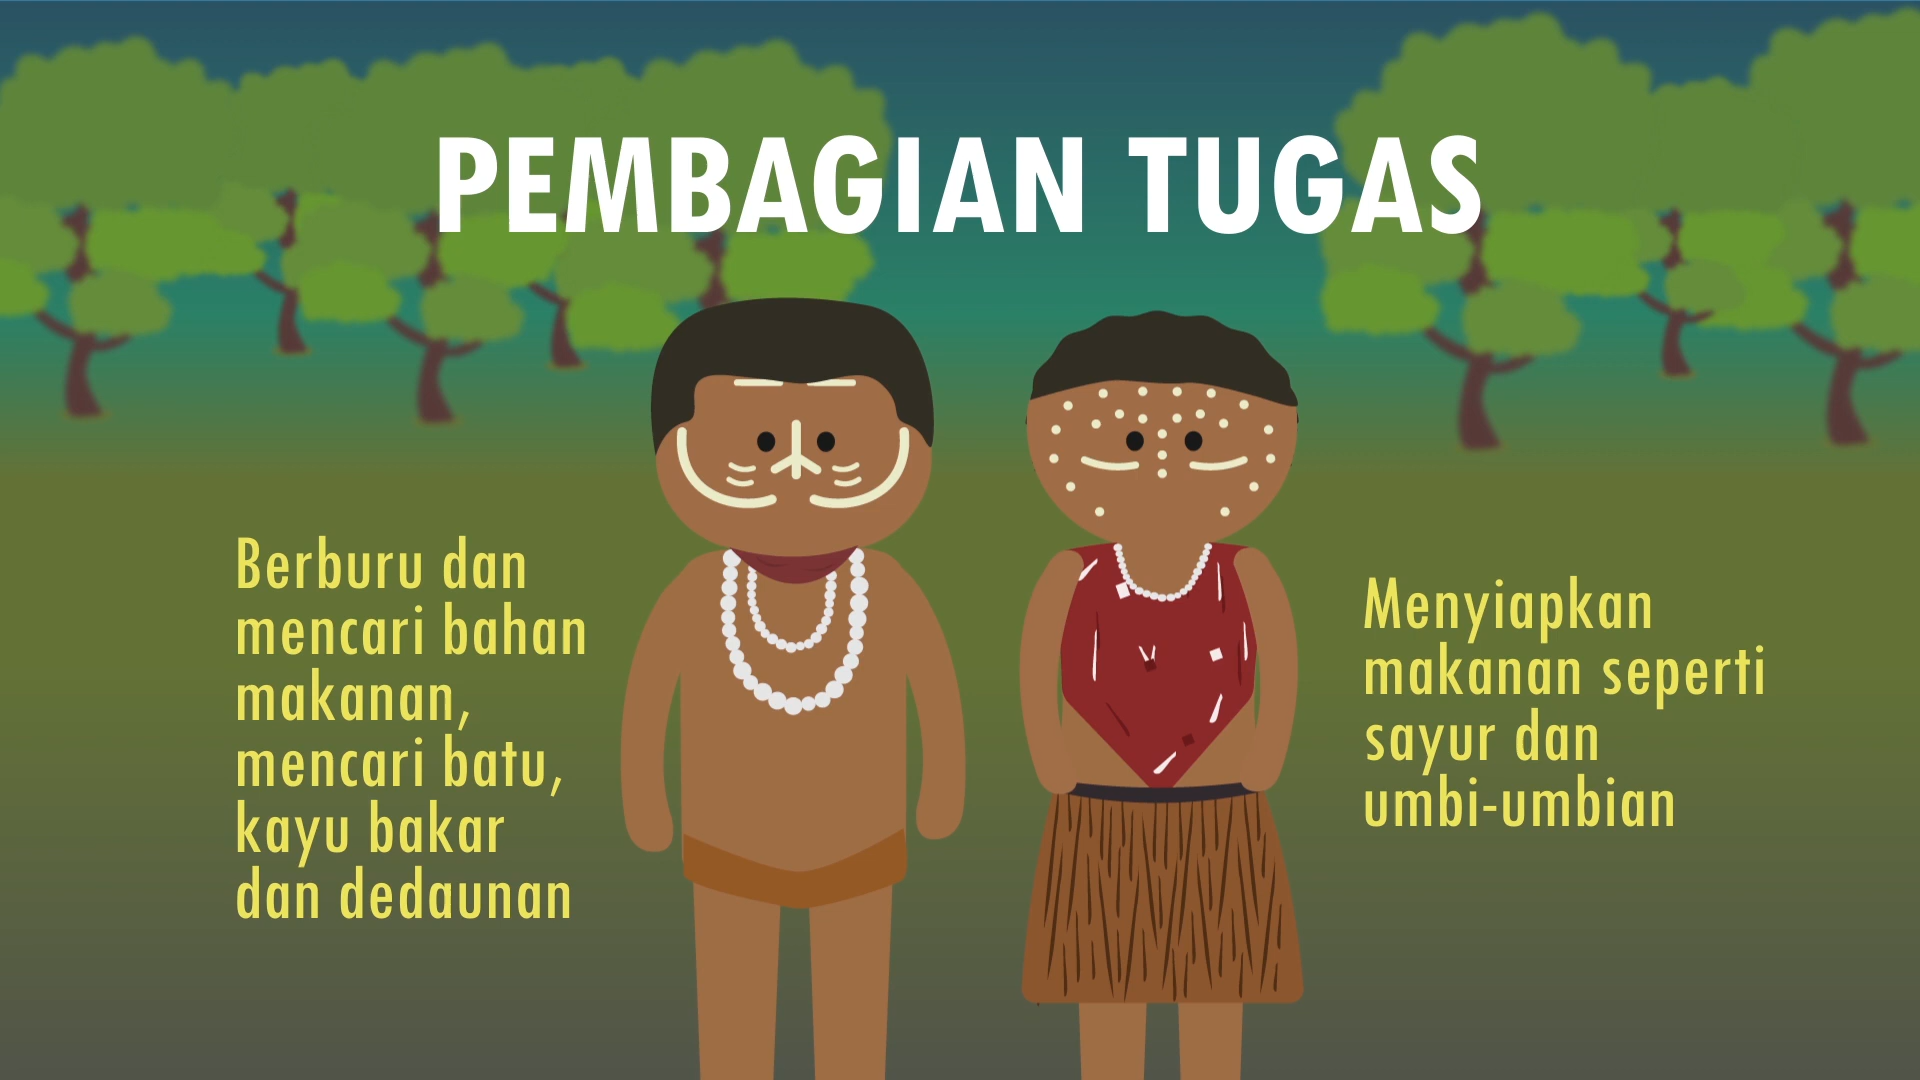 PEMBAGIAN TUGAS
Berburu dan
mencari bahan
makanan,
mencari batu,
kayu bakar
dan dedaunan
Menyiapkan
makanan seperti
sayur dan
umbi-umbian